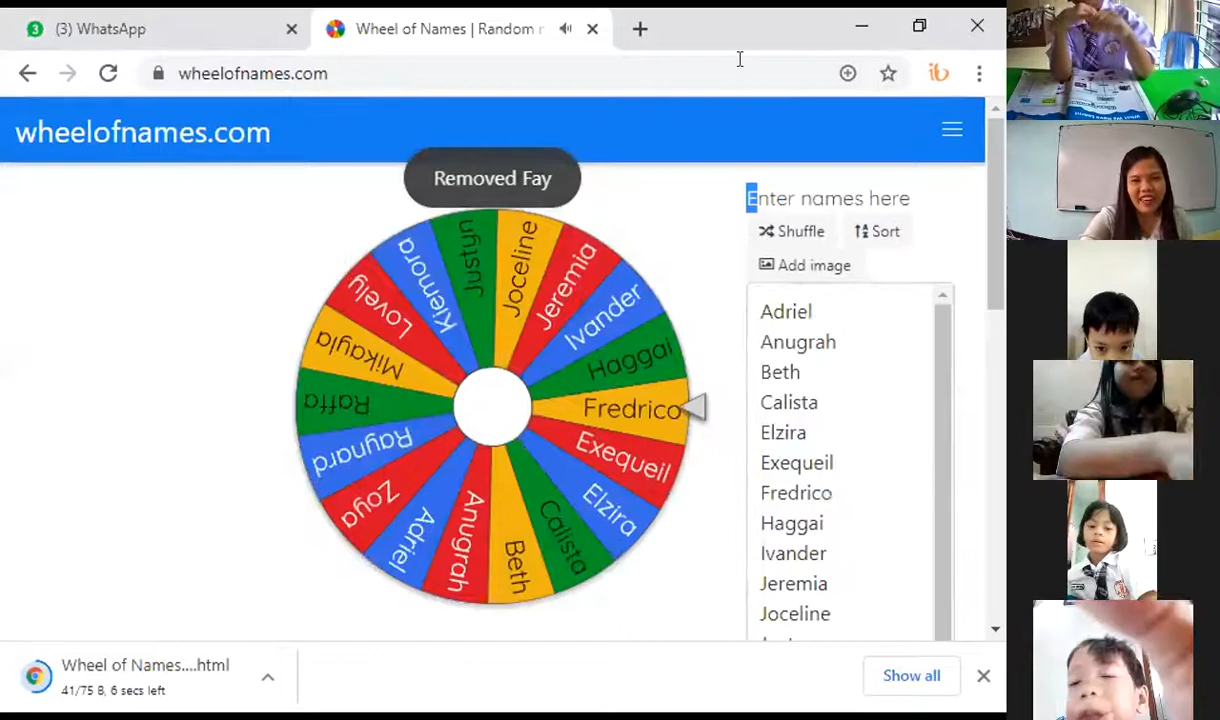 (3) WhatsApp
Wheel of Names | Random
wheelofnames.com
wheelofnames.com
Removed Fay
Enter names here
Shuffle
Sort
Add image
Justyn
Joceline
Jeremia
Ivander
Haggai
Fredrico
Exequeil
Elzira
Calista
Beth
Anugrah
Adriel
Zoya
Raynard
Raffa
Mikayla
Lovely
Kiemora
Adriel
Anugrah
Beth
Calista
Elzira
Exequeil
Fredrico
Haggai
Ivander
Jeremia
Joceline
Wheel of Names....html
41/75 B, 6 secs left
Show all